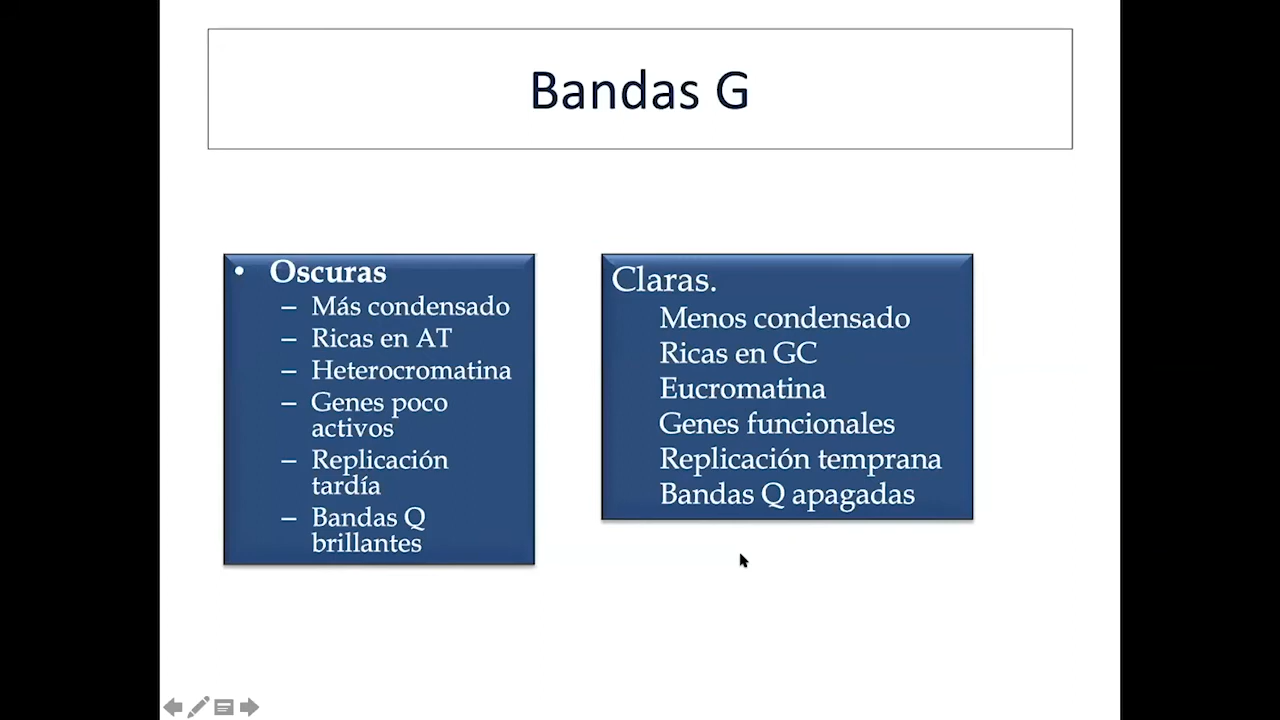 Bandas G
• Oscuras
– Más condensado
– Ricas en AT
– Heterocromatina
– Genes poco
activos
– Replicación
tardía
– Bandas Q
brillantes
Claras.
Menos condensado
Ricas en GC
Eucromatina
Genes funcionales
Replicación temprana
Bandas Q apagadas